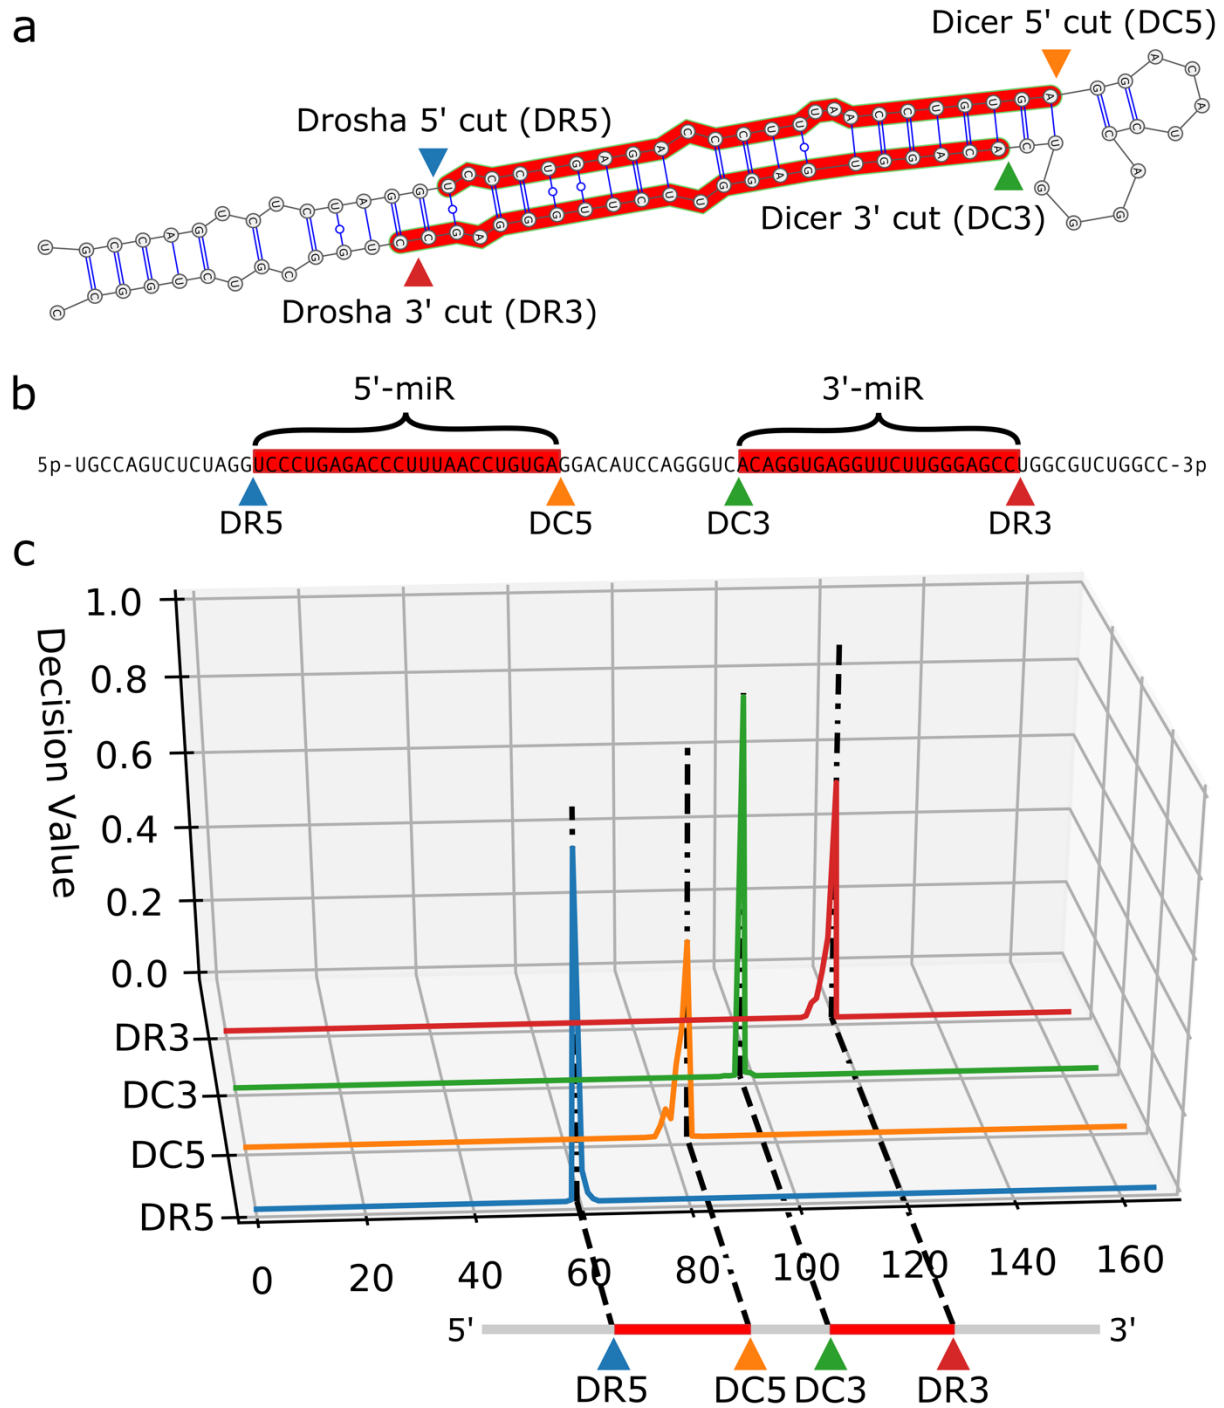 a
Dicer 5' cut (DC5)
Drosha 5' cut (DR5)
Dicer 3' cut (DC3)
Drosha 3' cut (DR3)
b
5'-miR 3'-miR
5p-UGCCAGUCUCUAGGUCCCUGAGACCCUUUAACCUGUGAGGACAUCCAGGGUCACAGGUGAGGUUCUUGGGAGCCUGGCGUCUGGCC-3p
DR5 DC5 DC3 DR3
c
Decision Value
1.0
0.8
0.6
0.4
0.2
0.0
DR3
DC3
DC5
DR5
0 20 40 60 80 100 120 140 160
5' 3'
DR5 DC5 DC3 DR3